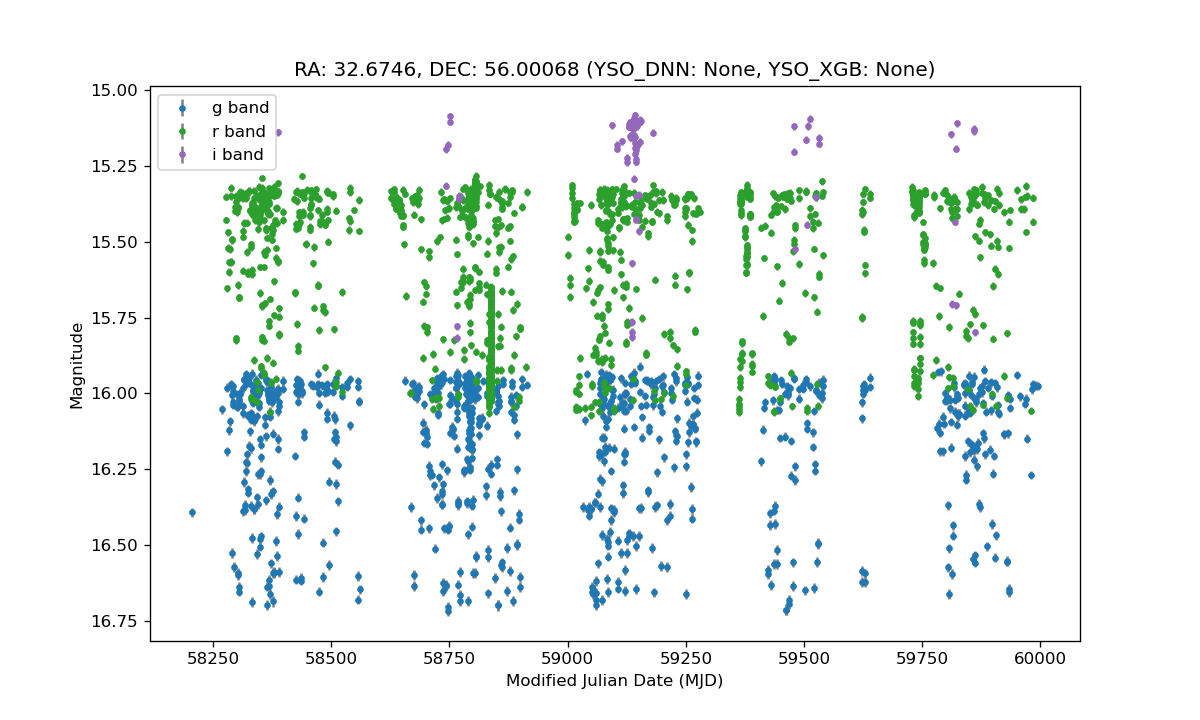 RA: 32.6746, DEC: 56.00068 (YSO_DNN: None, YSO_XGB: None)
g band
r band
i band
15.00
15.25
15.50
15.75
16.00
16.25
16.50
16.75
Magnitude
58250 58500 58750 59000 59250 59500 59750 60000
Modified Julian Date (MJD)